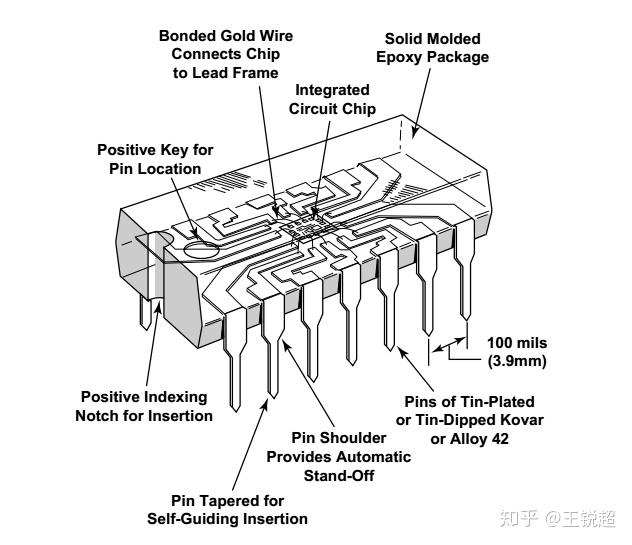 Bonded Gold Wire
Connects Chip
to Lead Frame
Solid Molded
Epoxy Package
Integrated
Circuit Chip
Positive Key for
Pin Location
100 mils
(3.9mm)
Positive Indexing
Notch for Insertion
Pins of Tin-Plated
or Tin-Dipped Kovar
or Alloy 42
Pin Shoulder
Provides Automatic
Stand-Off
Pin Tapered for
Self-Guiding Insertion
知乎 @王锐超